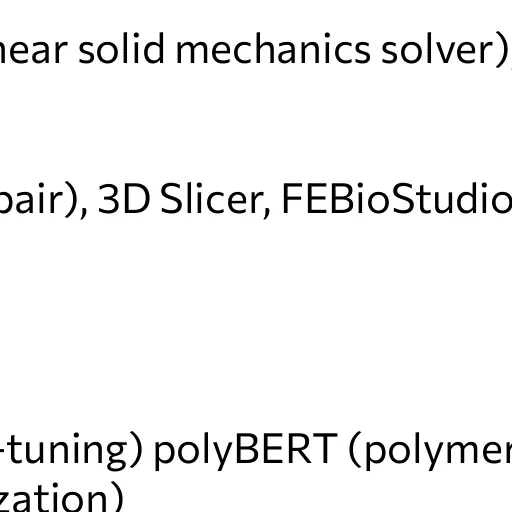 near solid mechanics solver),
pair), 3D Slicer, FEBioStudio
-tuning) polyBERT (polymer
zation)